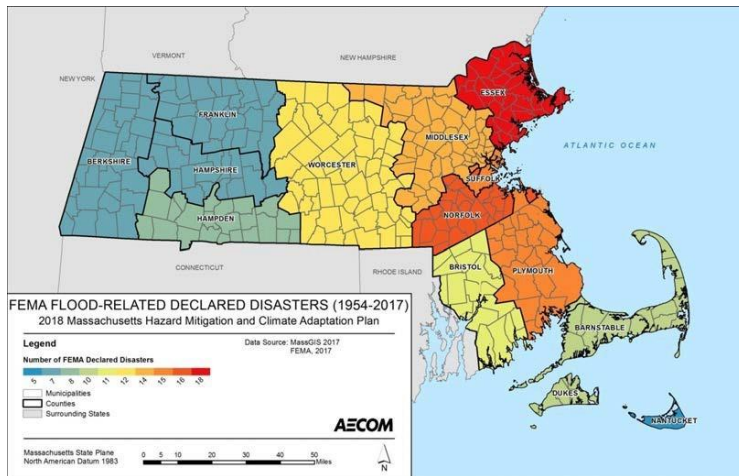 VERMONT
NEW HAMPSHIRE
NEW YORK
ESSEX
FRANKLIN
MIDDLESEX
ATLANTIC OCEAN
BERKSHIRE
WORCESTER
HAMPSHIRE
SUFFOLK
NORFOLK
HAMPDEN
CONNECTICUT
RHODE ISLAND
BRISTOL
PLYMOUTH
BARNSTABLE
DUKES
NANTUCKET
FEMA FLOOD-RELATED DECLARED DISASTERS (1954-2017)
2018 Massachusetts Hazard Mitigation and Climate Adaptation Plan
Legend
Data Source: MassGIS 2017
FEMA, 2017
Number of FEMA Declared Disasters
5 7 8 10 11 12 14 15 16 18
Municipalities
Counties
Surrounding States
AECOM
Massachusetts State Plane
North American Datum 1983
0 5 10 20 30 40 50
Miles
N